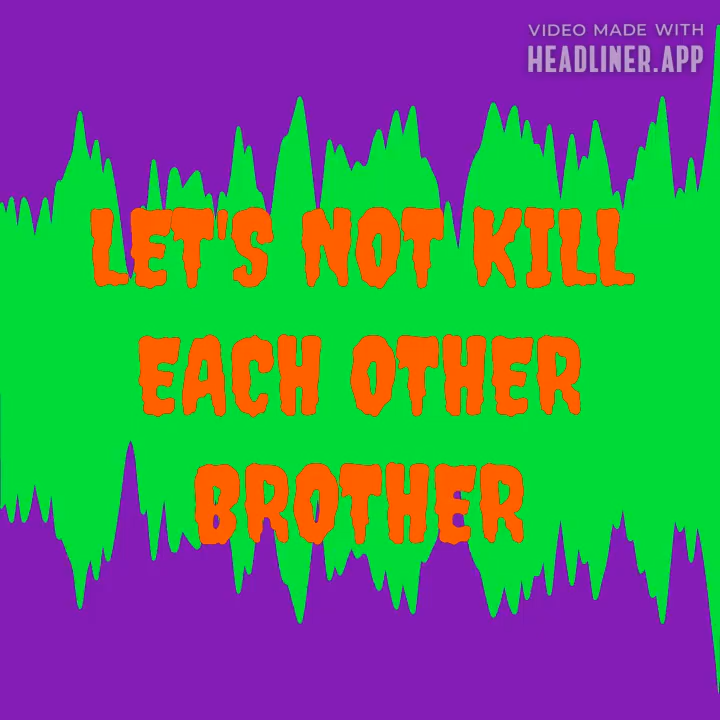 VIDEO MADE WITH
HEADLINER.APP
LET'S NOT KILL
EACH OTHER
BROTHER